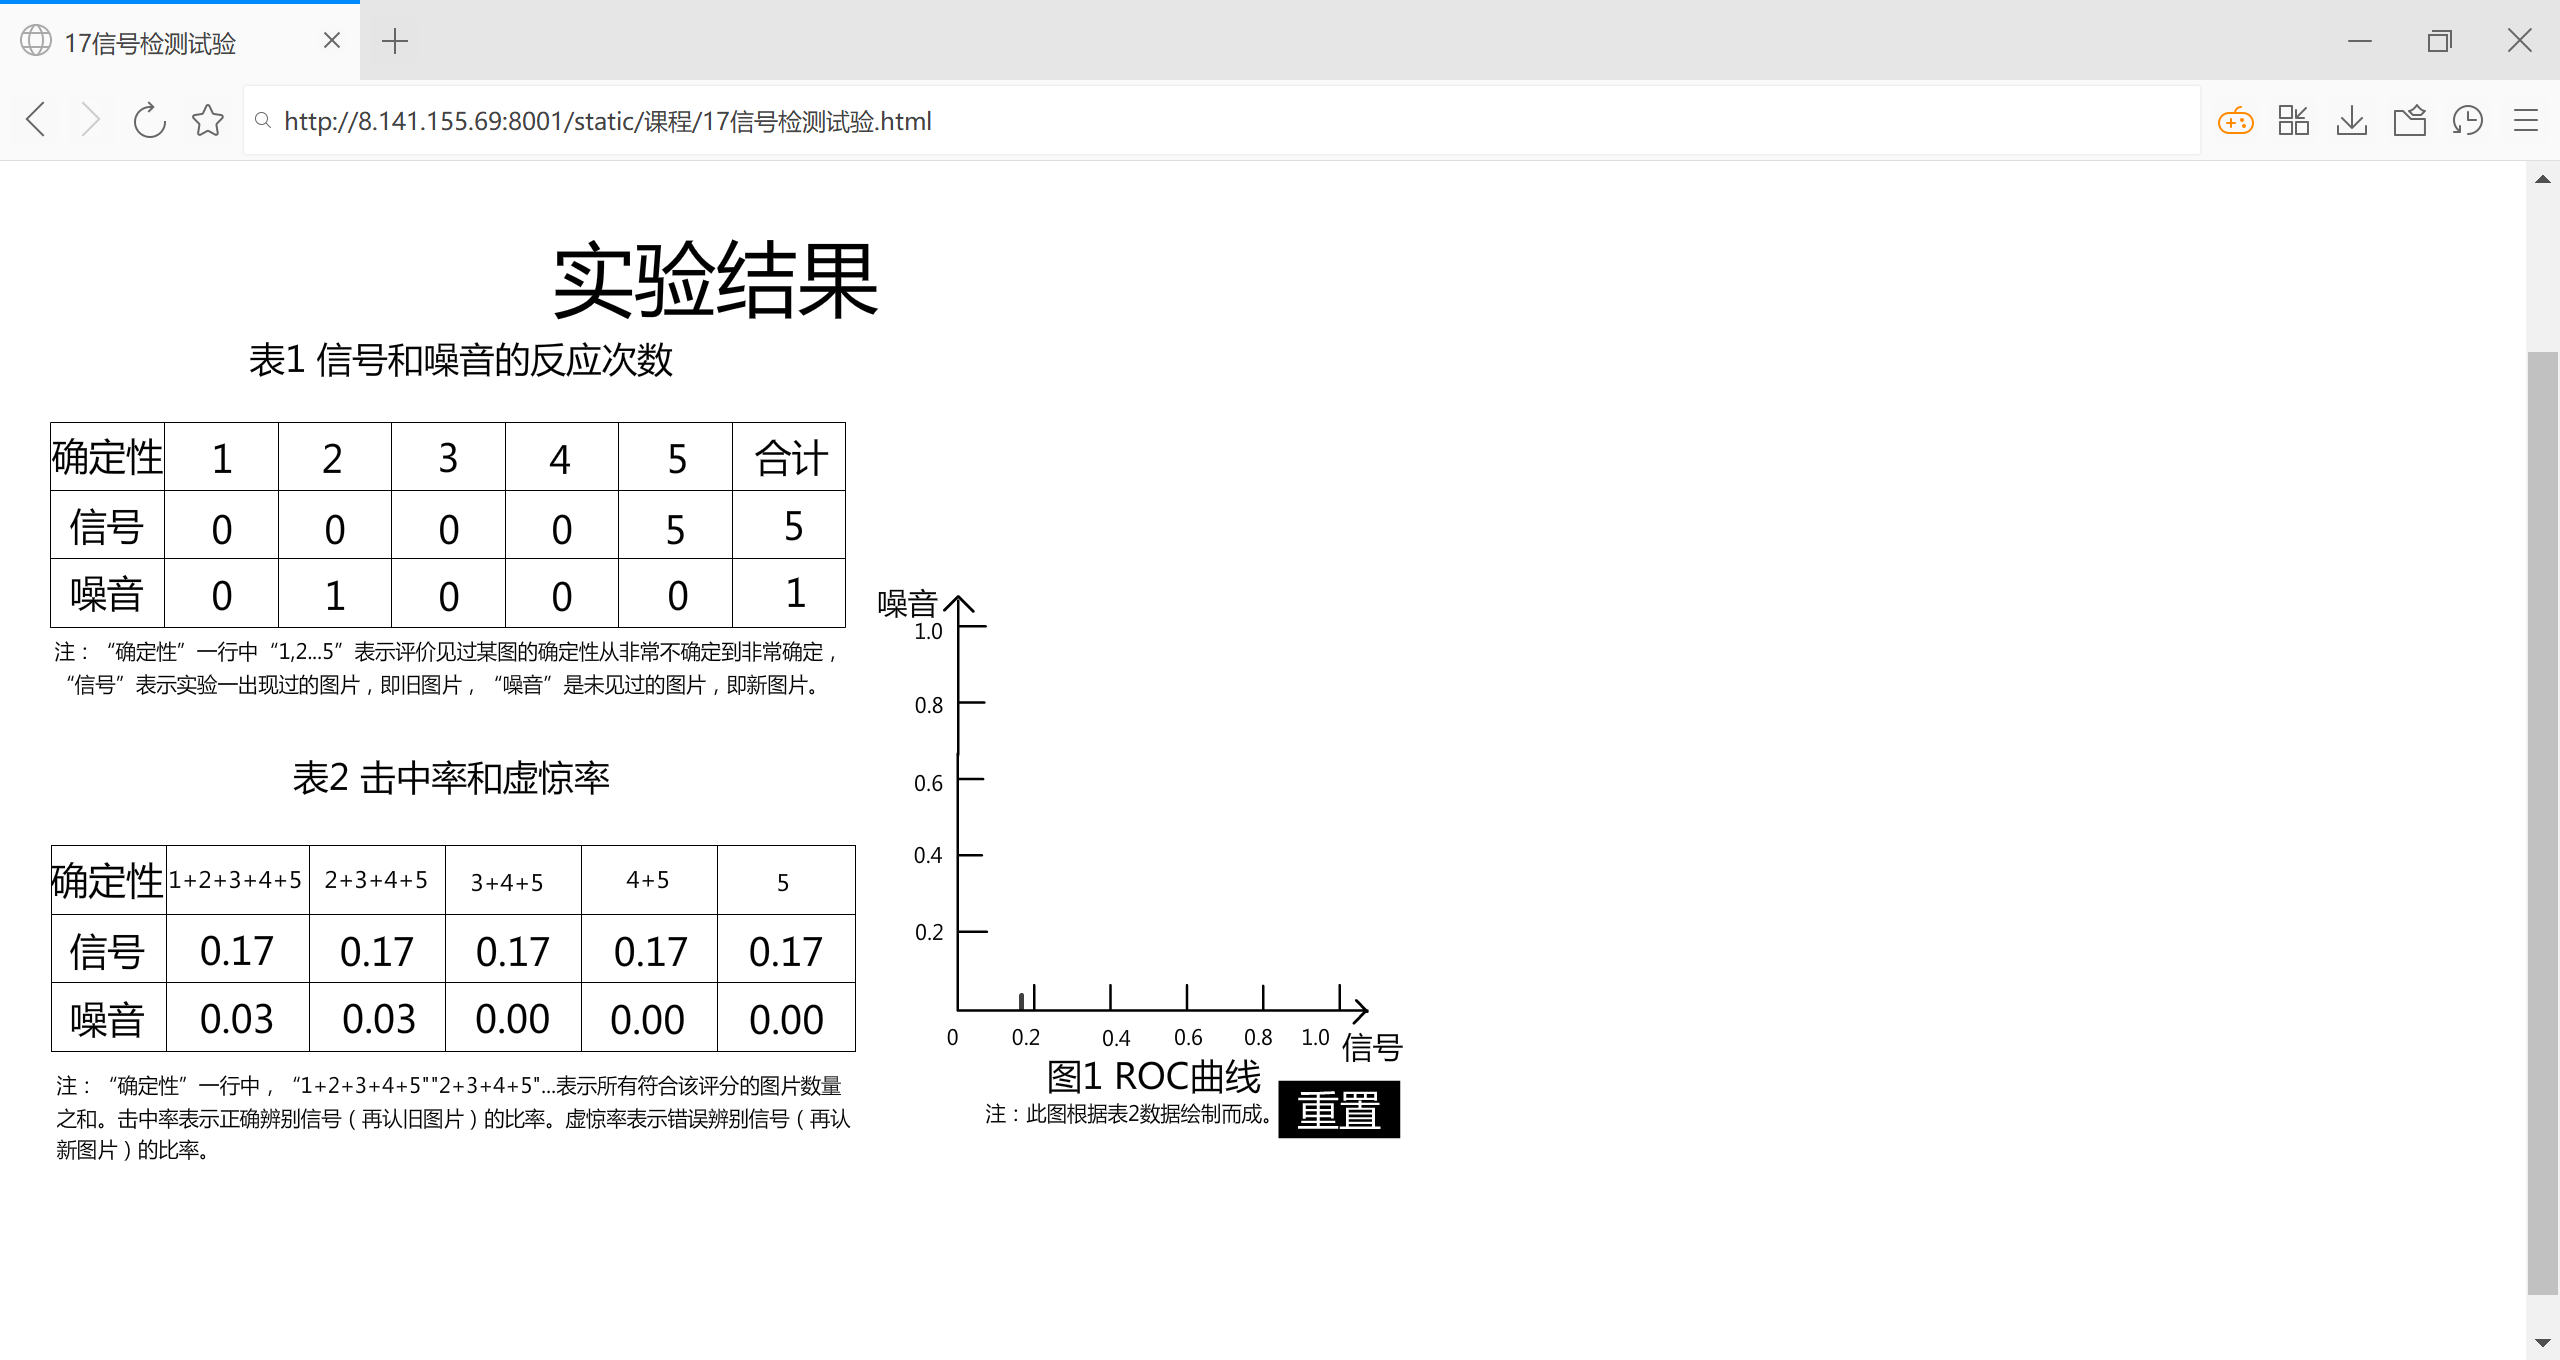 17信号检测试验
http://8.141.155.69:8001/static/课程/17信号检测试验.html
实验结果
表1 信号和噪音的反应次数
确定性 1 2 3 4 5 合计
信号 0 0 0 0 5 5
噪音 0 1 0 0 0 1
注：“确定性”一行中“1,2...5”表示评价见过某图的确定性从非常不确定到非常确定，
“信号”表示实验一出现过的图片，即旧图片，“噪音”是未见过的图片，即新图片。
表2 击中率和虚惊率
确定性 1+2+3+4+5 2+3+4+5 3+4+5 4+5 5
信号 0.17 0.17 0.17 0.17 0.17
噪音 0.03 0.03 0.00 0.00 0.00
注：“确定性”一行中，“1+2+3+4+5""2+3+4+5"...表示所有符合该评分的图片数量
之和。击中率表示正确辨别信号（再认旧图片）的比率。虚惊率表示错误辨别信号（再认
新图片）的比率。
噪音
1.0
0.8
0.6
0.4
0.2
0 0.2 0.4 0.6 0.8 1.0 信号
图1 ROC曲线
注：此图根据表2数据绘制而成。
重置